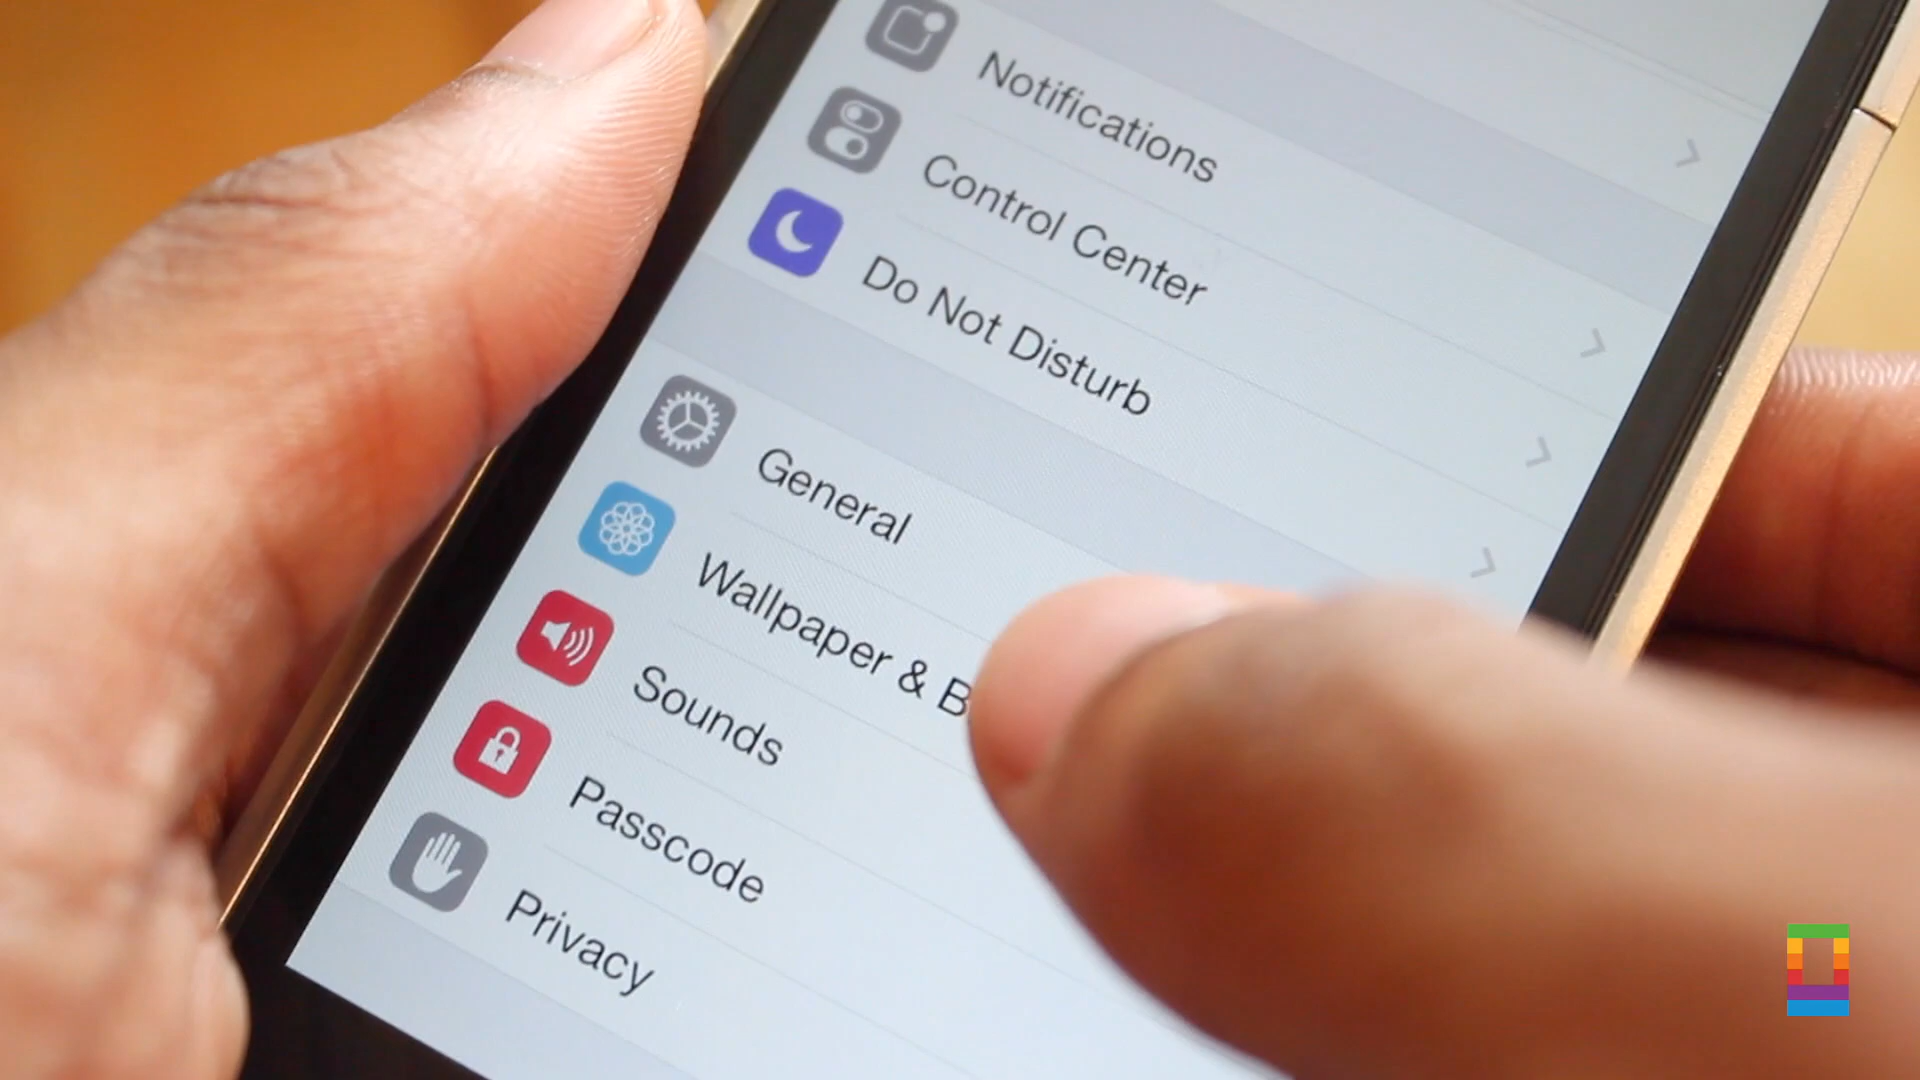 Notifications
Control Center
Do Not Disturb
General
Wallpaper & B
Sounds
Passcode
Privacy